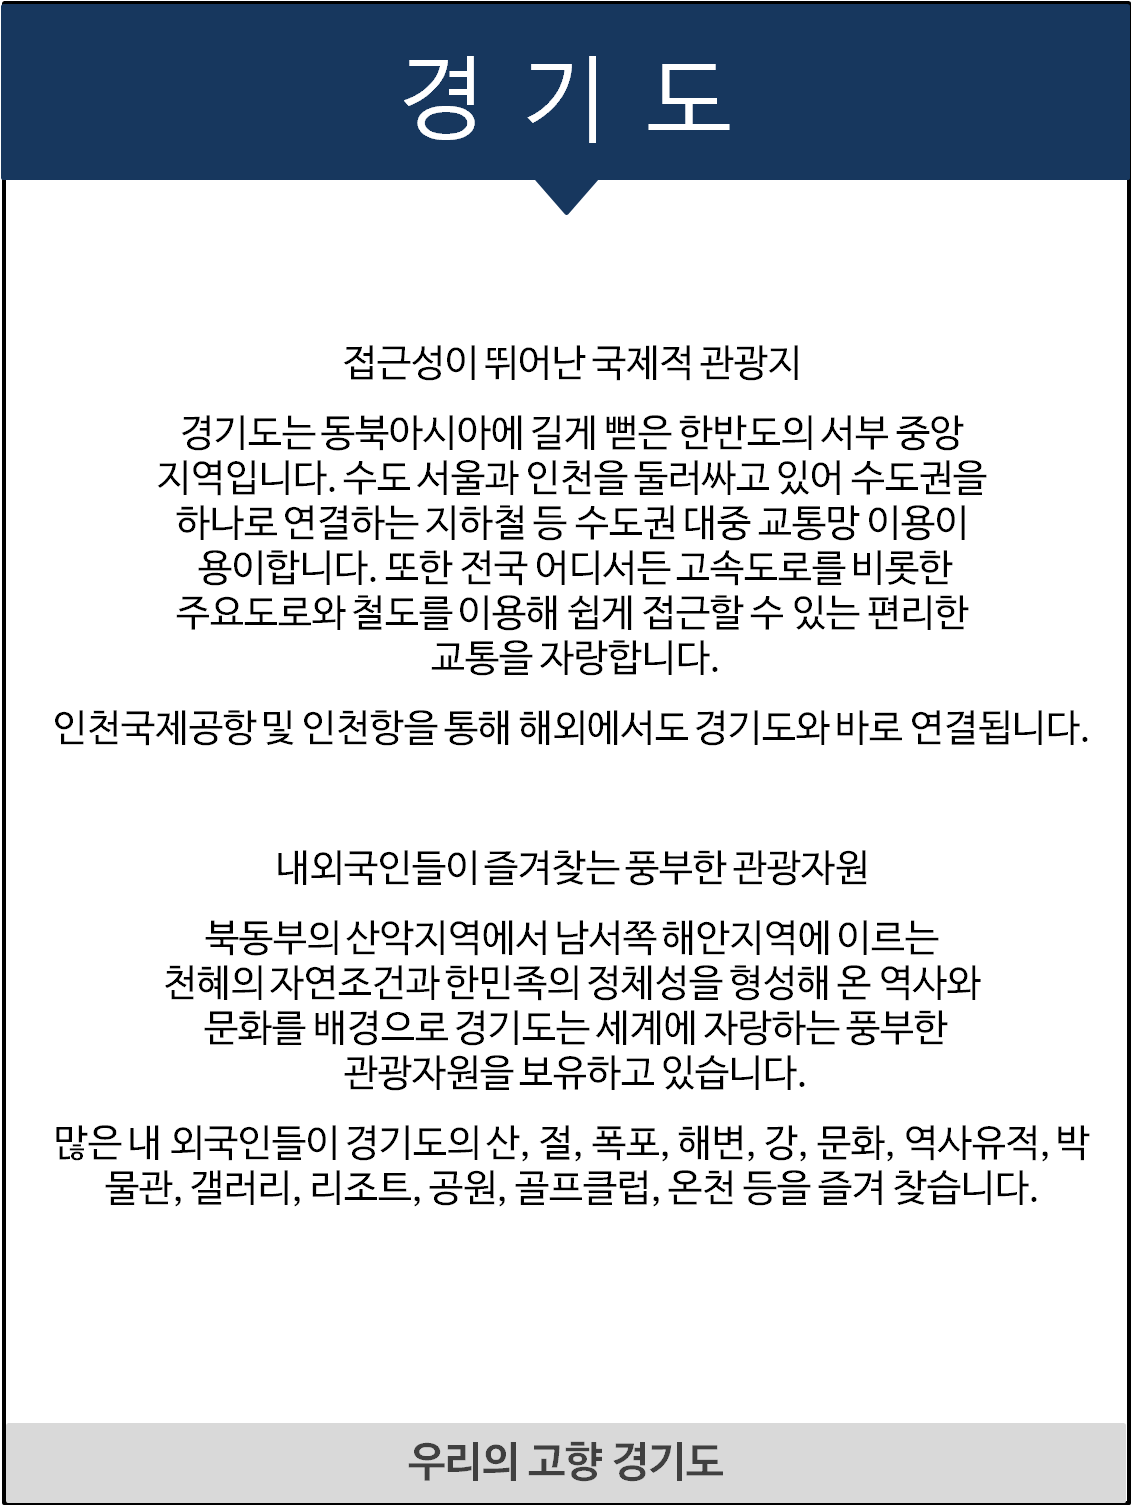 경 기 도
접근성이 뛰어난 국제적 관광지
경기도는 동북아시아에 길게 뻗은 한반도의 서부 중앙
지역입니다. 수도 서울과 인천을 둘러싸고 있어 수도권을
하나로 연결하는 지하철 등 수도권 대중 교통망 이용이
용이합니다. 또한 전국 어디서든 고속도로를 비롯한
주요도로와 철도를 이용해 쉽게 접근할 수 있는 편리한
교통을 자랑합니다.
인천국제공항 및 인천항을 통해 해외에서도 경기도와 바로 연결됩니다.
내외국인들이 즐겨찾는 풍부한 관광자원
북동부의 산악지역에서 남서쪽 해안지역에 이르는
천혜의 자연조건과 한민족의 정체성을 형성해 온 역사와
문화를 배경으로 경기도는 세계에 자랑하는 풍부한
관광자원을 보유하고 있습니다.
많은 내 외국인들이 경기도의 산, 절, 폭포, 해변, 강, 문화, 역사유적, 박
물관, 갤러리, 리조트, 공원, 골프클럽, 온천 등을 즐겨 찾습니다.
우리의 고향 경기도